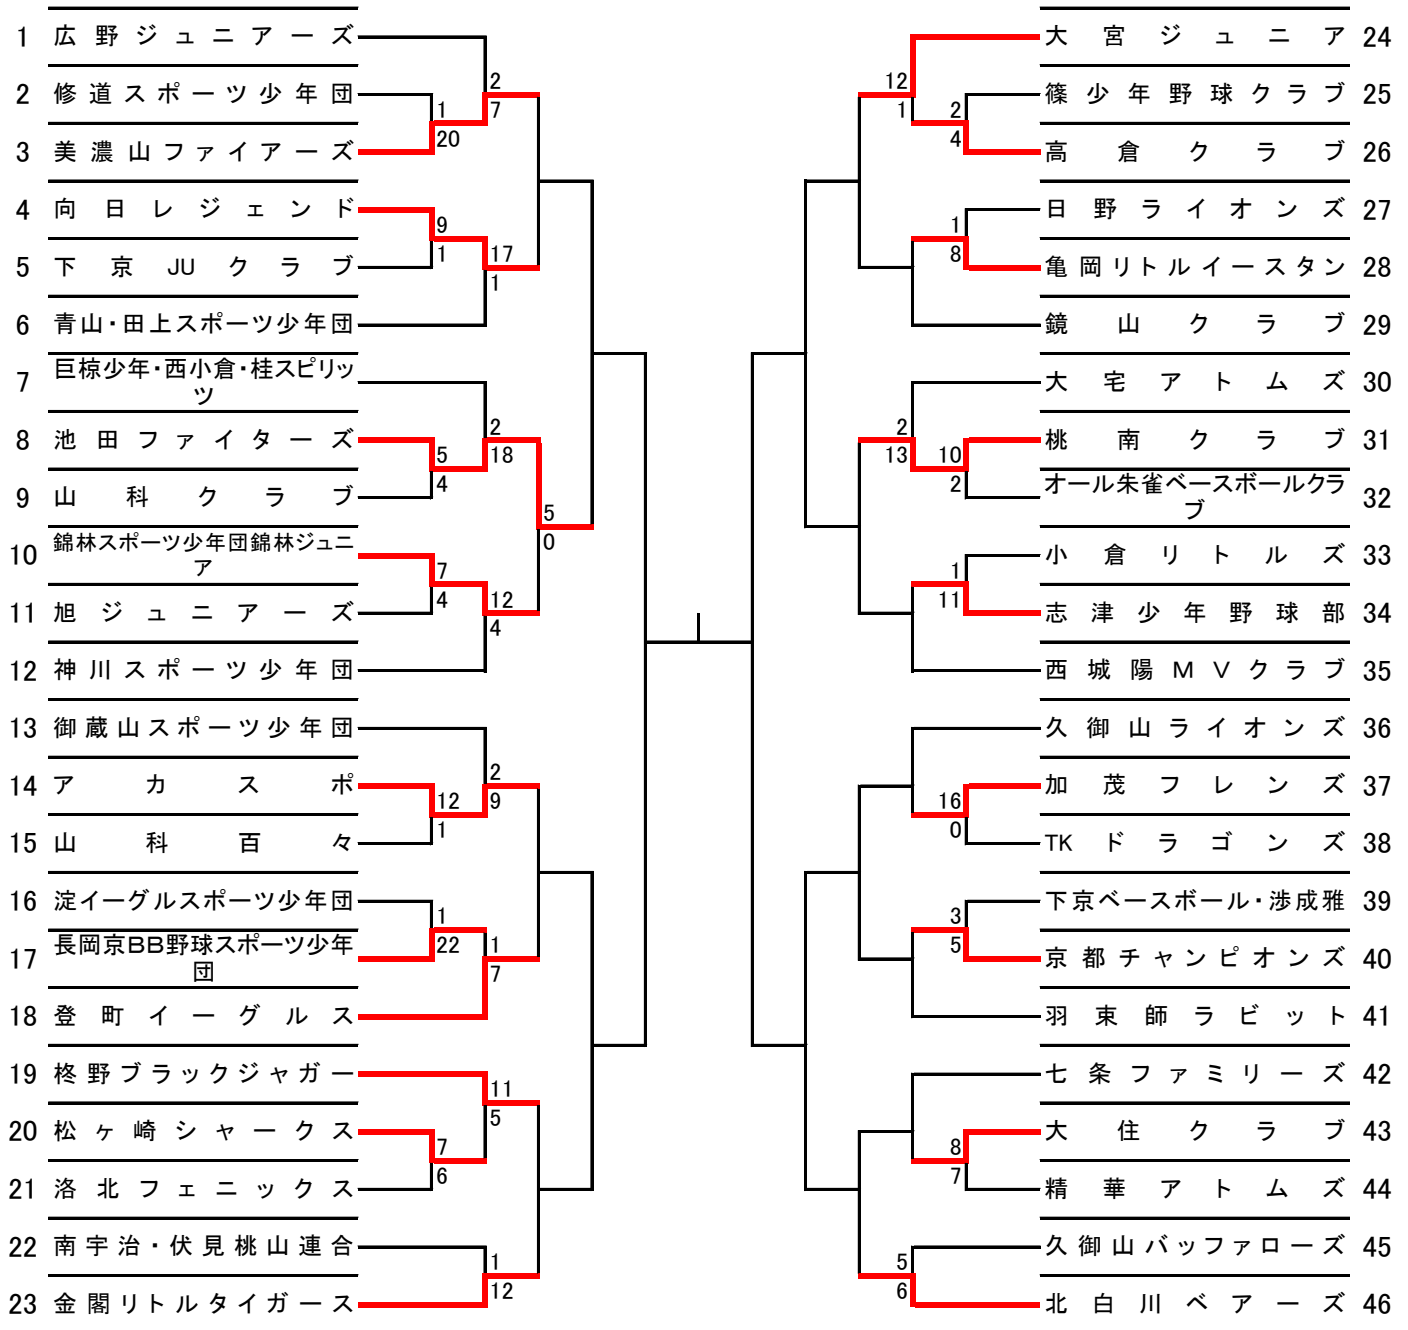 1 広野ジュニアーズ
2 修道スポーツ少年団
3 美濃山ファイアーズ
4 向日レジェンド
5 下京JUクラブ
6 青山・田上スポーツ少年団
7 巨椋少年・西小倉・桂スピリッ
ツ
8 池田ファイターズ
9 山科クラブ
10 錦林スポーツ少年団錦林ジュニ
ア
11 旭ジュニアーズ
12 神川スポーツ少年団
13 御蔵山スポーツ少年団
14 アカスポ
15 山科百々
16 淀イーグルスポーツ少年団
17 長岡京BB野球スポーツ少年
団
18 登町イーグルス
19 柊野ブラックジャガー
20 松ヶ崎シャークス
21 洛北フェニックス
22 南宇治・伏見桃山連合
23 金閣リトルタイガース
2
7
1
20
9
1
17
1
2
18
5
4
5
0
7
4
12
4
2
9
12
1
1
22
1
7
11
5
7
6
1
12
大宮ジュニア 24
篠少年野球クラブ 25
高倉クラブ 26
日野ライオンズ 27
亀岡リトルイースタン 28
鏡山クラブ 29
大宅アトムズ 30
桃南クラブ 31
オール朱雀ベースボールクラ
ブ 32
小倉リトルズ 33
志津少年野球部 34
西城陽MVクラブ 35
久御山ライオンズ 36
加茂フレンズ 37
TKドラゴンズ 38
下京ベースボール・渉成雅 39
京都チャンピオンズ 40
羽束師ラビット 41
七条ファミリーズ 42
大住クラブ 43
精華アトムズ 44
久御山バッファローズ 45
北白川ベアーズ 46
12
1
2
4
1
8
2
13
10
2
1
11
16
0
3
5
8
7
5
6